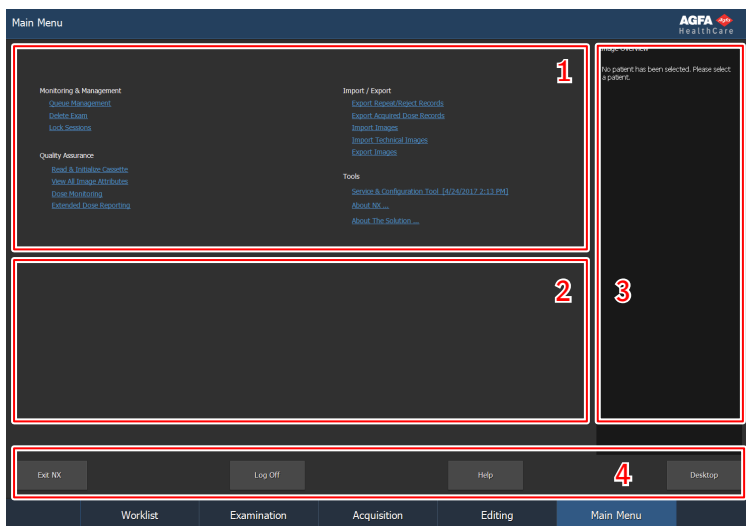 Main Menu
AGFA
HealthCare
1
Monitoring & Management
Queue Management
Delete Exam
Lock Sessions
Quality Assurance
Read & Initialize Cassette
View All Image Attributes
Dose Monitoring
Extended Dose Reporting
Import / Export
Export Repeat/Reject Records
Export Acquired Dose Records
Import Images
Import Technical Images
Export Images
Tools
Service & Configuration Tool [4/24/2017 2:13 PM]
About NX ...
About The Solution ...
Image Overview
No patient has been selected. Please select
a patient.
2
3
Exit NX
Log Off
Help
4
Desktop
Worklist
Examination
Acquisition
Editing
Main Menu